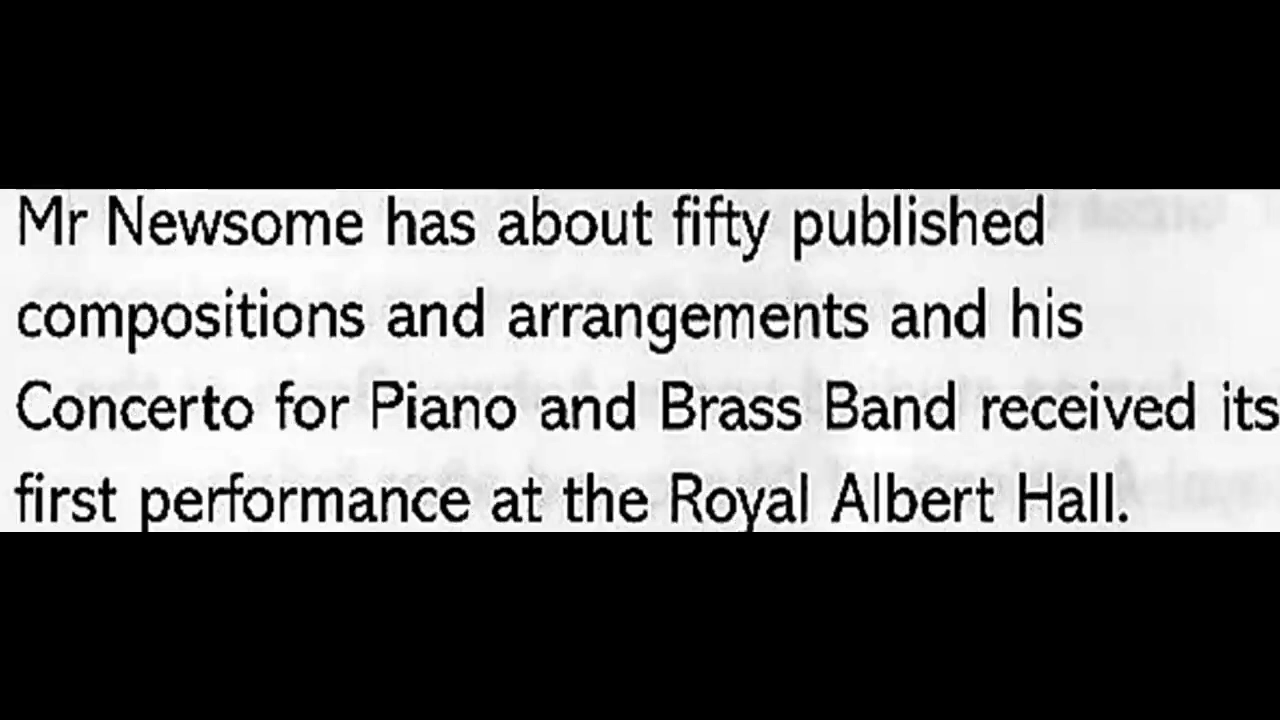 Mr Newsome has about fifty published
compositions and arrangements and his
Concerto for Piano and Brass Band received its
first performance at the Royal Albert Hall.